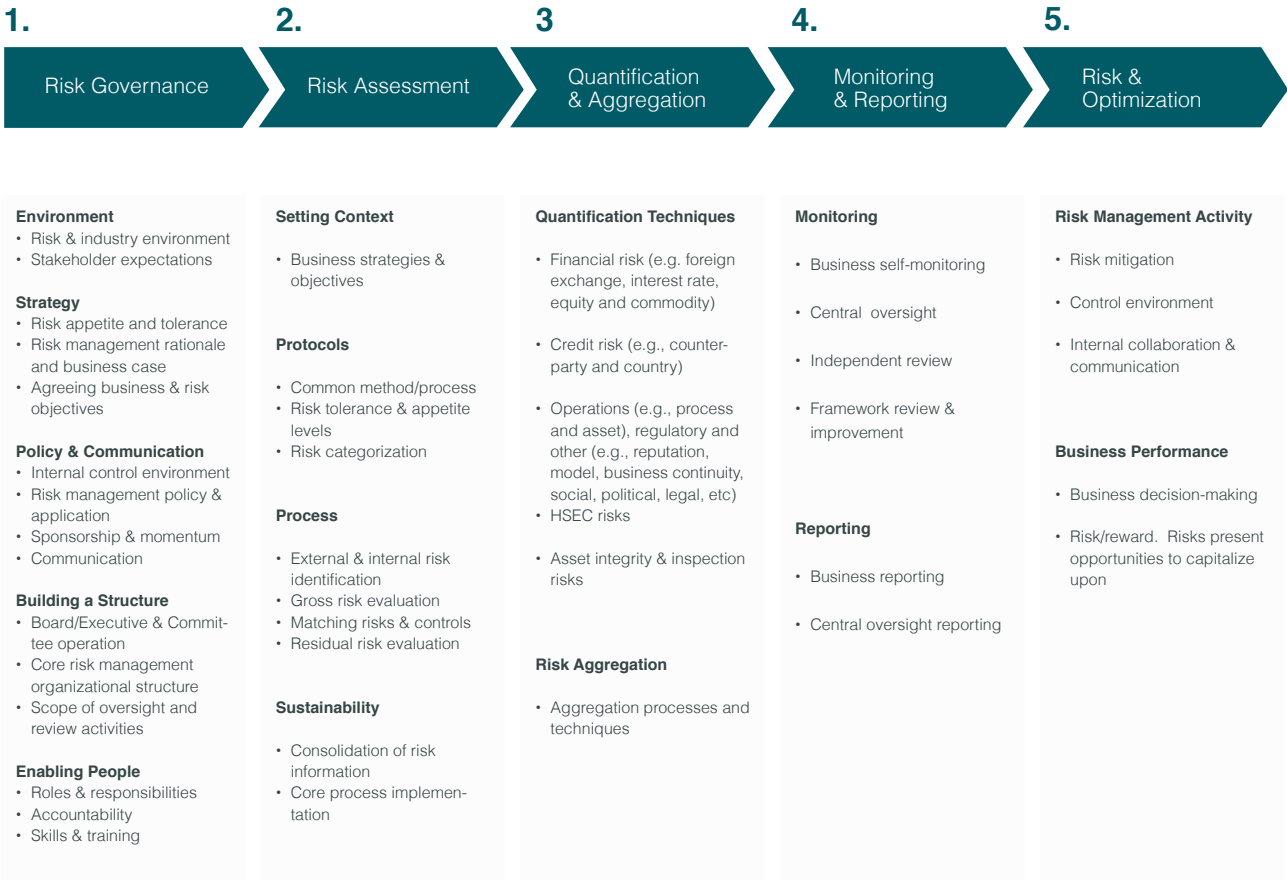 1.
Risk Governance
2.
Risk Assessment
3
Quantification
& Aggregation
4.
Monitoring
& Reporting
5.
Risk &
Optimization
Environment
• Risk & industry environment
• Stakeholder expectations
Strategy
• Risk appetite and tolerance
• Risk management rationale
and business case
• Agreeing business & risk
objectives
Policy & Communication
• Internal control environment
• Risk management policy &
application
• Sponsorship & momentum
• Communication
Building a Structure
• Board/Executive & Commit-
tee operation
• Core risk management
organizational structure
• Scope of oversight and
review activities
Enabling People
• Roles & responsibilities
• Accountability
• Skills & training
Setting Context
• Business strategies &
objectives
Protocols
• Common method/process
• Risk tolerance & appetite
levels
• Risk categorization
Process
• External & internal risk
identification
• Gross risk evaluation
• Matching risks & controls
• Residual risk evaluation
Sustainability
• Consolidation of risk
information
• Core process implemen-
tation
Quantification Techniques
• Financial risk (e.g. foreign
exchange, interest rate,
equity and commodity)
• Credit risk (e.g., counter-
party and country)
• Operations (e.g., process
and asset), regulatory and
other (e.g., reputation,
model, business continuity,
social, political, legal, etc)
• HSEC risks
• Asset integrity & inspection
risks
Risk Aggregation
• Aggregation processes and
techniques
Monitoring
• Business self-monitoring
• Central oversight
• Independent review
• Framework review &
improvement
Reporting
• Business reporting
• Central oversight reporting
Risk Management Activity
• Risk mitigation
• Control environment
• Internal collaboration &
communication
Business Performance
• Business decision-making
• Risk/reward. Risks present
opportunities to capitalize
upon